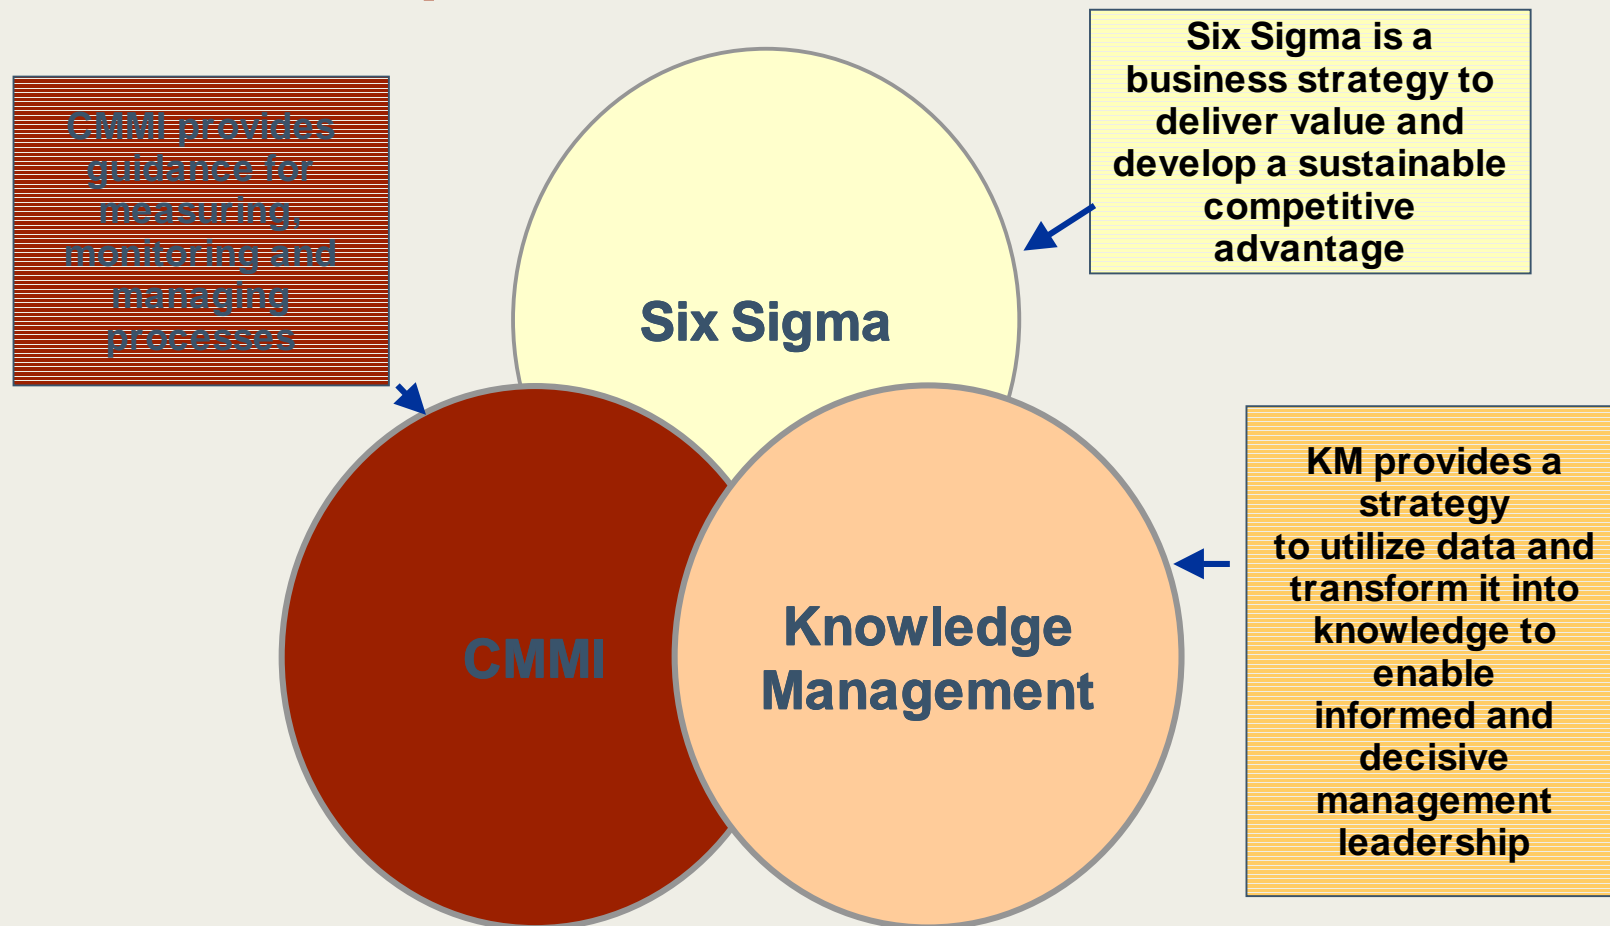 CMMI provides
guidance for
measuring,
monitoring and
managing
processes
Six Sigma is a
business strategy to
deliver value and
develop a sustainable
competitive
advantage
Six Sigma
CMMI
Knowledge
Management
KM provides a
strategy
to utilize data and
transform it into
knowledge to
enable
informed and
decisive
management
leadership